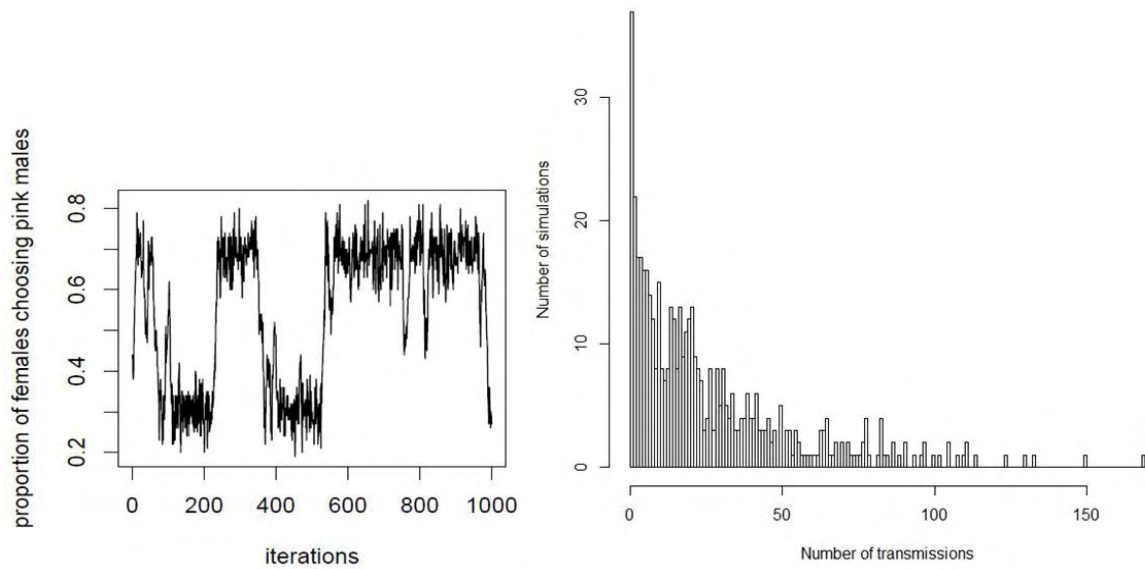 proportion of females choosing pink males
0.8
0.6
0.4
0.2
0 200 400 600 800 1000
iterations
Number of simulations
30
20
10
0
0 50 100 150
Number of transmissions